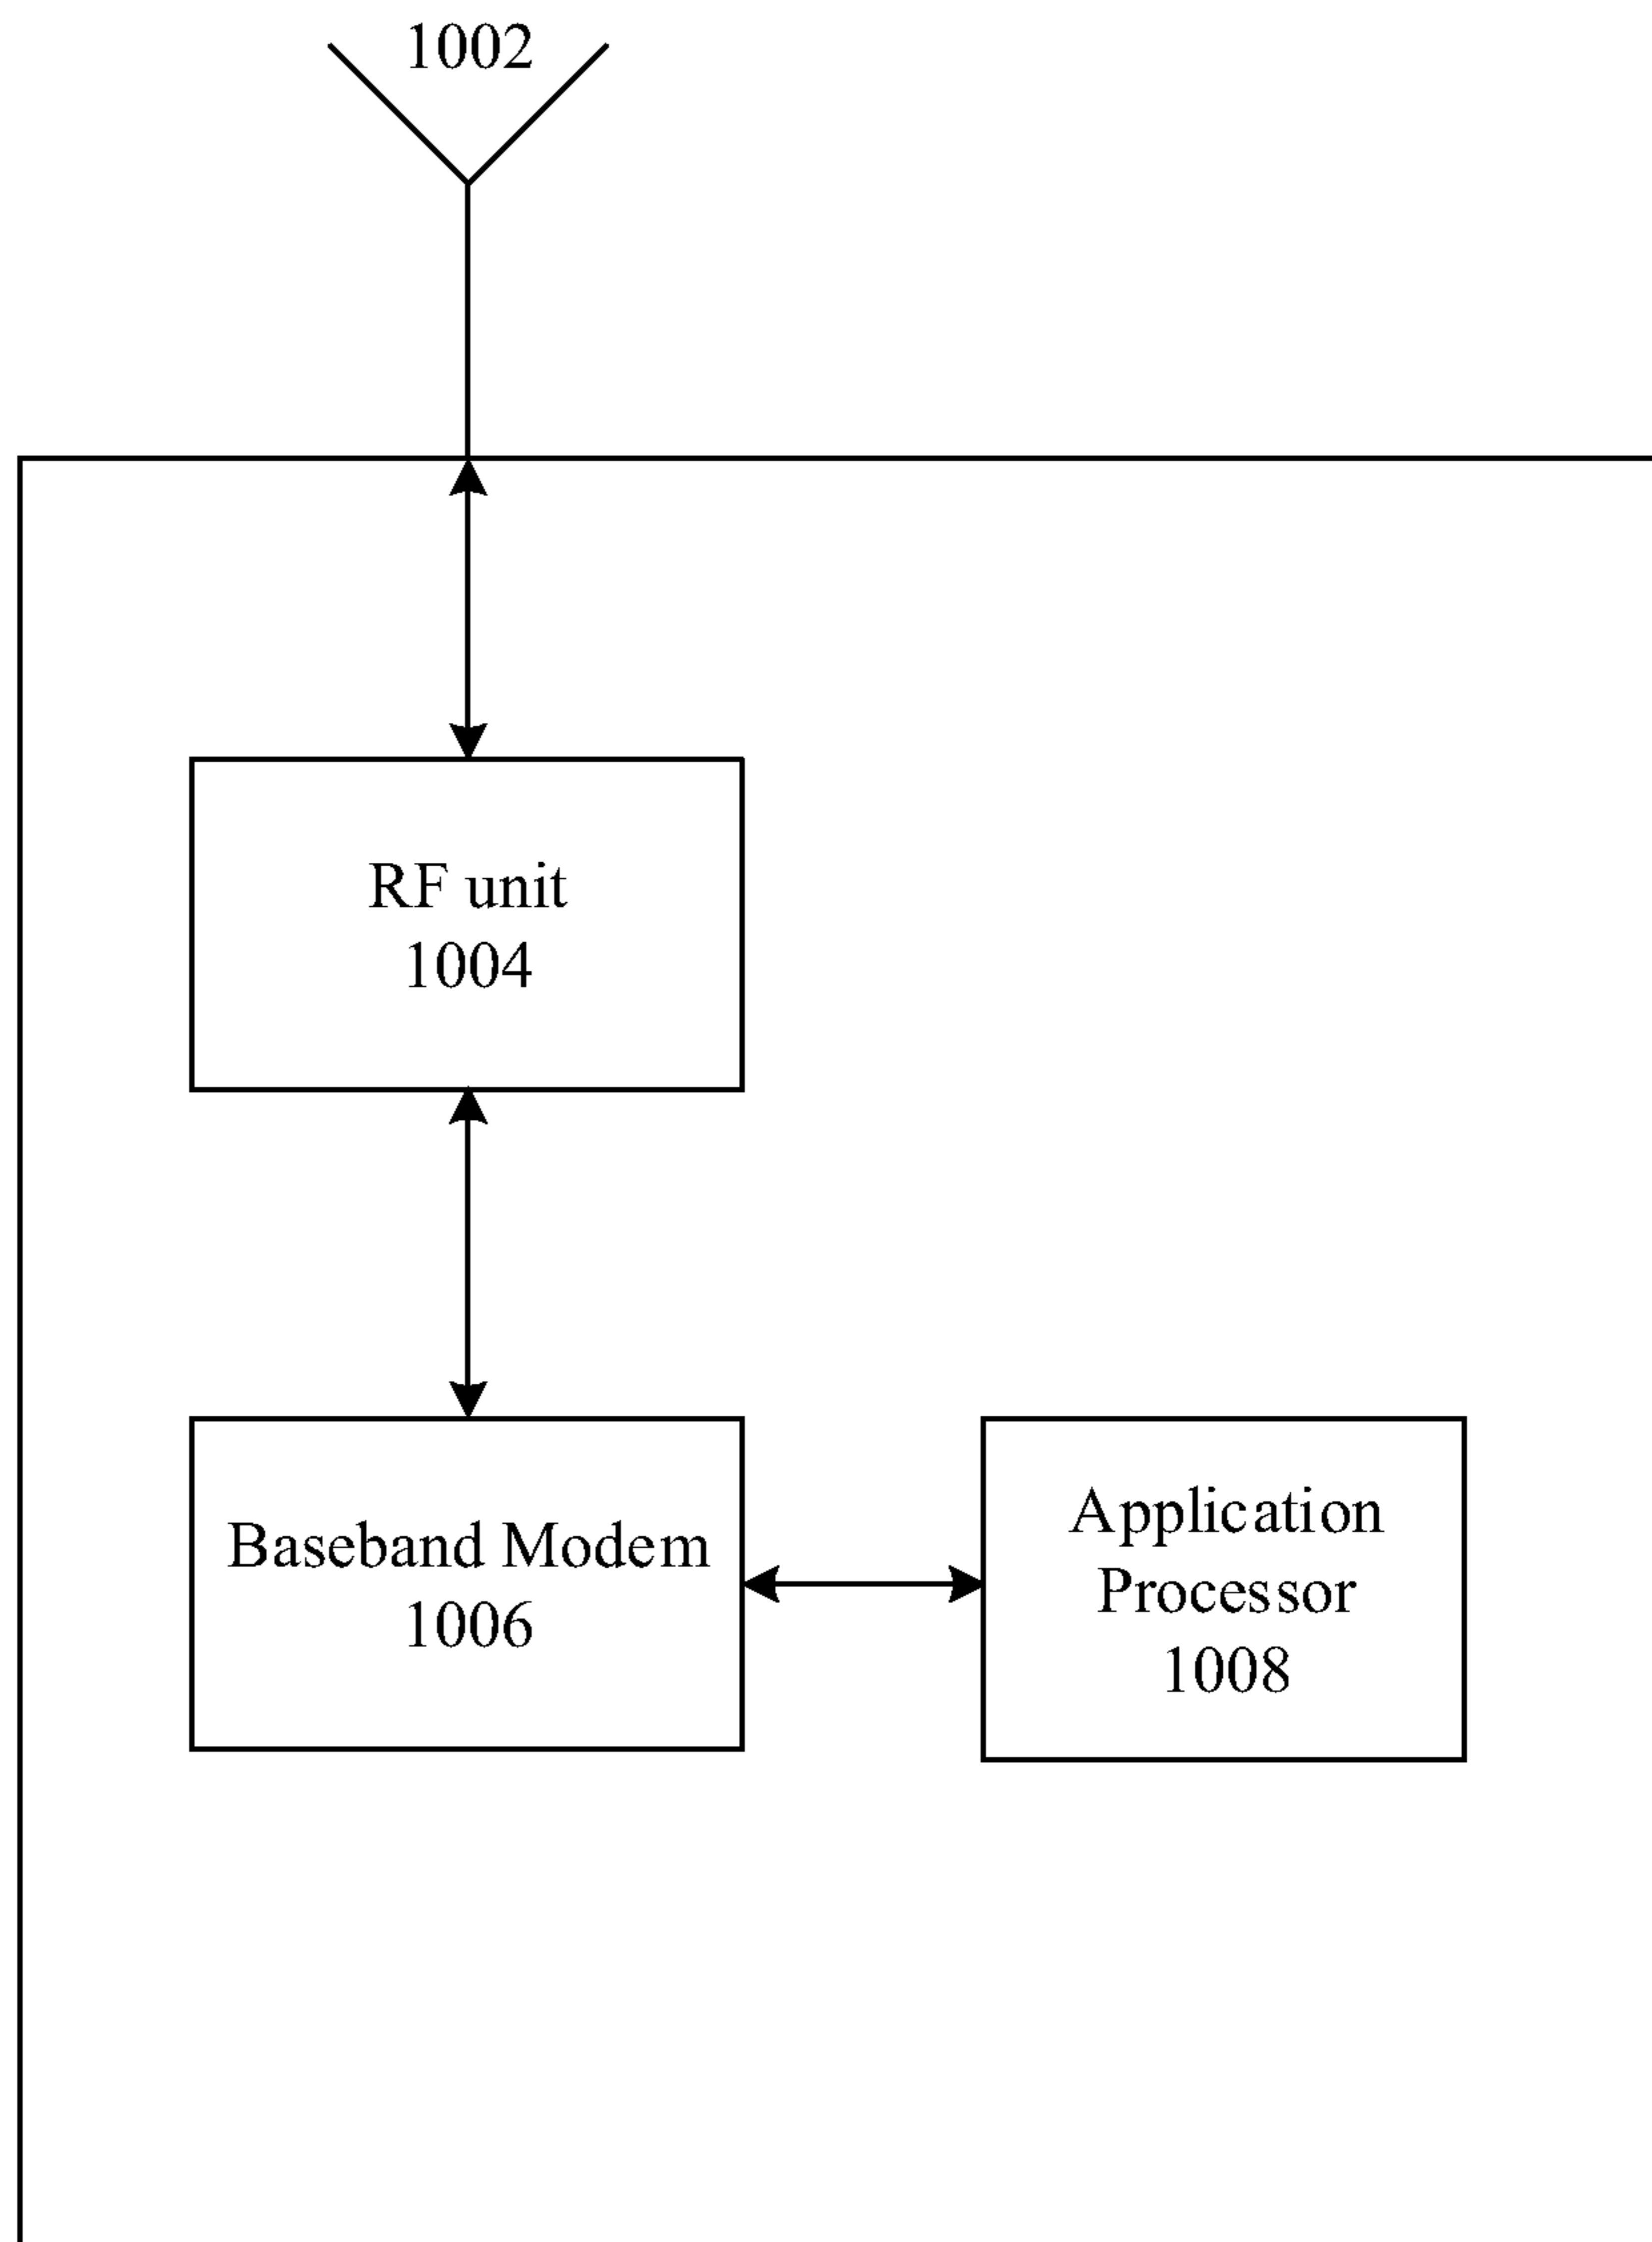 1002
RF unit
1004
Baseband Modem
1006
Application
Processor
1008